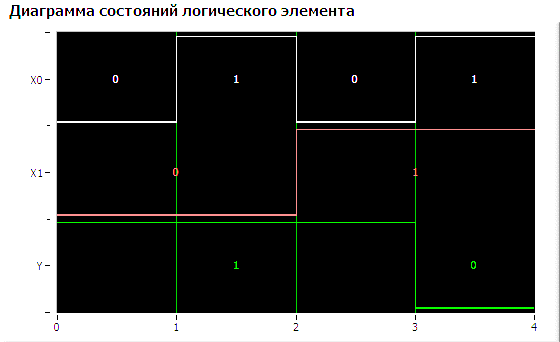 Диаграмма состояний логического элемента
X0 0 1 0 1
X1 0 1
Y 1 0
0 1 2 3 4